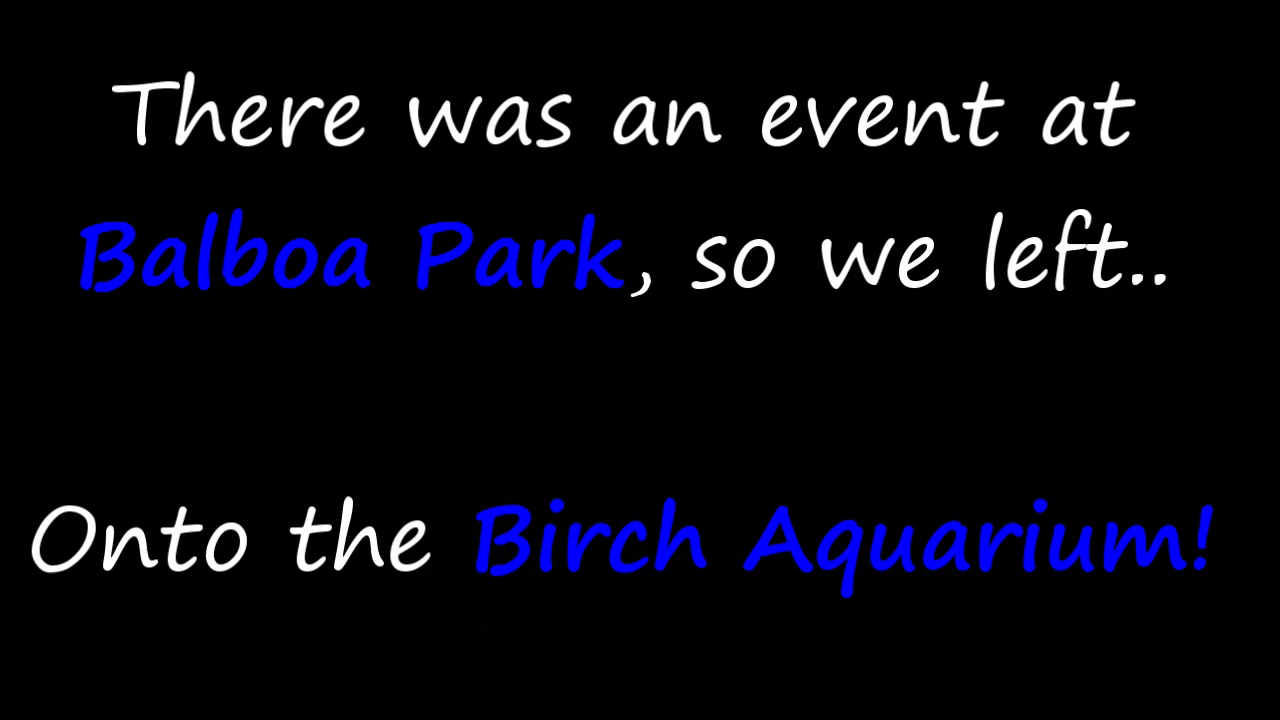 There was an event at
Balboa Park, so we left..
Onto the Birch Aquarium!